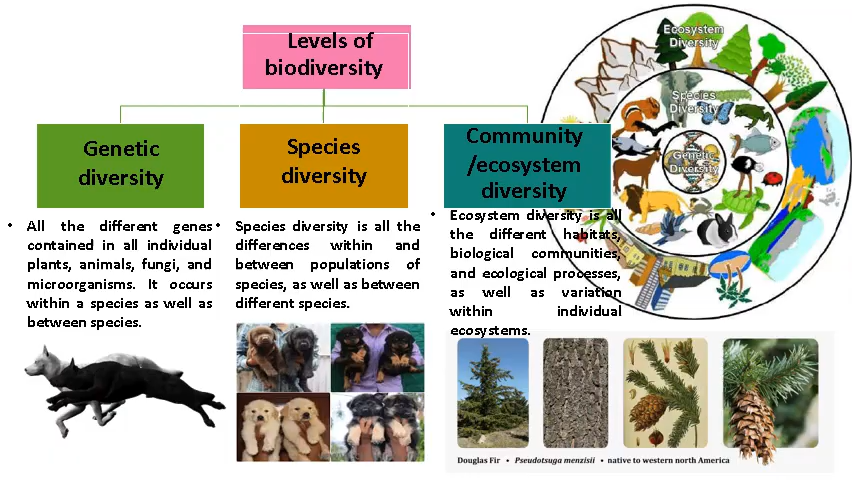 Levels of
biodiversity
Genetic
diversity
Species
diversity
Community
/ecosystem
diversity
• All the different genes
contained in all individual
plants, animals, fungi, and
microorganisms. It occurs
within a species as well as
between species.
• Species diversity is all the
differences within and
between populations of
species, as well as between
different species.
• Ecosystem diversity is all
the different habitats,
biological communities,
and ecological processes,
as well as variation
within individual
ecosystems.
Ecosystem
Diversity
Species
Diversity
Genetic
Diversity
Douglas Fir • Pseudotsuga menzisii • native to western north America